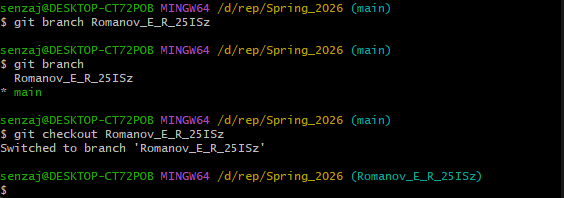 senzaj@DESKTOP-CT72POB MINGW64 /d/rep/Spring_2026 (main)
$ git branch Romanov_E_R_25ISz
senzaj@DESKTOP-CT72POB MINGW64 /d/rep/Spring_2026 (main)
$ git branch
  Romanov_E_R_25ISz
* main
senzaj@DESKTOP-CT72POB MINGW64 /d/rep/Spring_2026 (main)
$ git checkout Romanov_E_R_25ISz
Switched to branch 'Romanov_E_R_25ISz'
senzaj@DESKTOP-CT72POB MINGW64 /d/rep/Spring_2026 (Romanov_E_R_25ISz)
$